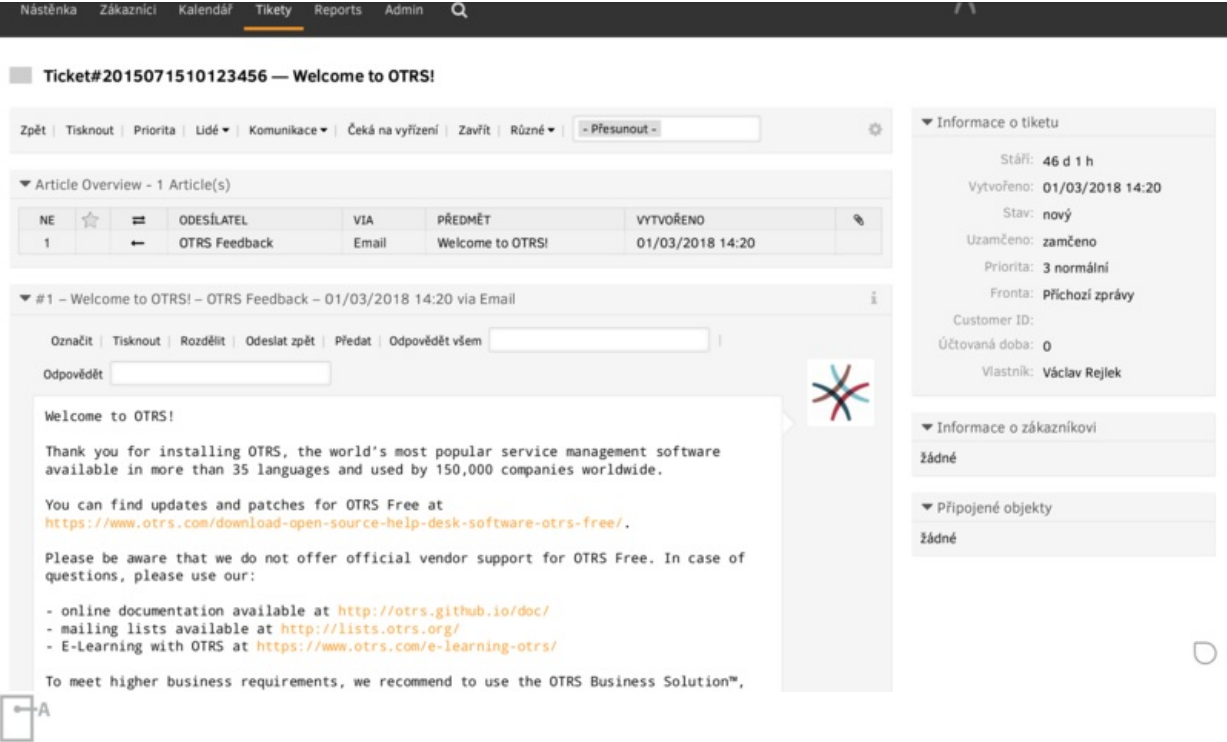 Nástěnka Zákazníci Kalendář Tikety Reports Admin
Ticket#2015071510123456 — Welcome to OTRS!
Zpět | Tisknout | Priorita | Lidé | Komunikace | Čeká na vyřízení | Zavřít | Různé | - Přesunout -
Article Overview - 1 Article(s)
NE ODESÍLATEL VIA PŘEDMĚT VYTVOŘENO
1 OTRS Feedback Email Welcome to OTRS! 01/03/2018 14:20
#1 – Welcome to OTRS! – OTRS Feedback – 01/03/2018 14:20 via Email
Označit | Tisknout | Rozdělit | Odeslat zpět | Předat | Odpovědět všem |
Odpovědět
Welcome to OTRS!
Thank you for installing OTRS, the world's most popular service management software
available in more than 35 languages and used by 150,000 companies worldwide.
You can find updates and patches for OTRS Free at
https://www.otrs.com/download-open-source-help-desk-software-otrs-free/.
Please be aware that we do not offer official vendor support for OTRS Free. In case of
questions, please use our:
- online documentation available at http://otrs.github.io/doc/
- mailing lists available at http://lists.otrs.org/
- E-Learning with OTRS at https://www.otrs.com/e-learning-otrs/
To meet higher business requirements, we recommend to use the OTRS Business Solution™,
Informace o tiketu
Stáří: 46 d 1 h
Vytvořeno: 01/03/2018 14:20
Stav: nový
Uzamčeno: zamčeno
Priorita: 3 normální
Fronta: Příchozí zprávy
Customer ID:
Účtovaná doba: 0
Vlastník: Václav Rejlek
Informace o zákazníkovi
žádné
Připojené objekty
žádné
A